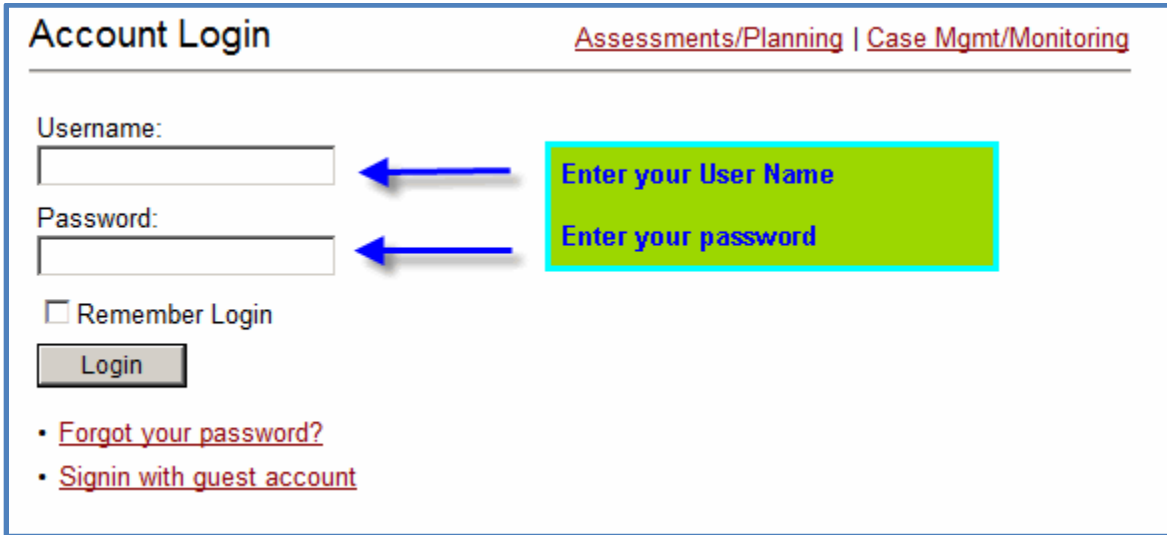 Account Login
Assessments/Planning | Case Mgmt/Monitoring
Username:
Enter your User Name
Password:
Enter your password
Remember Login
Login
• Forgot your password?
• Signin with guest account